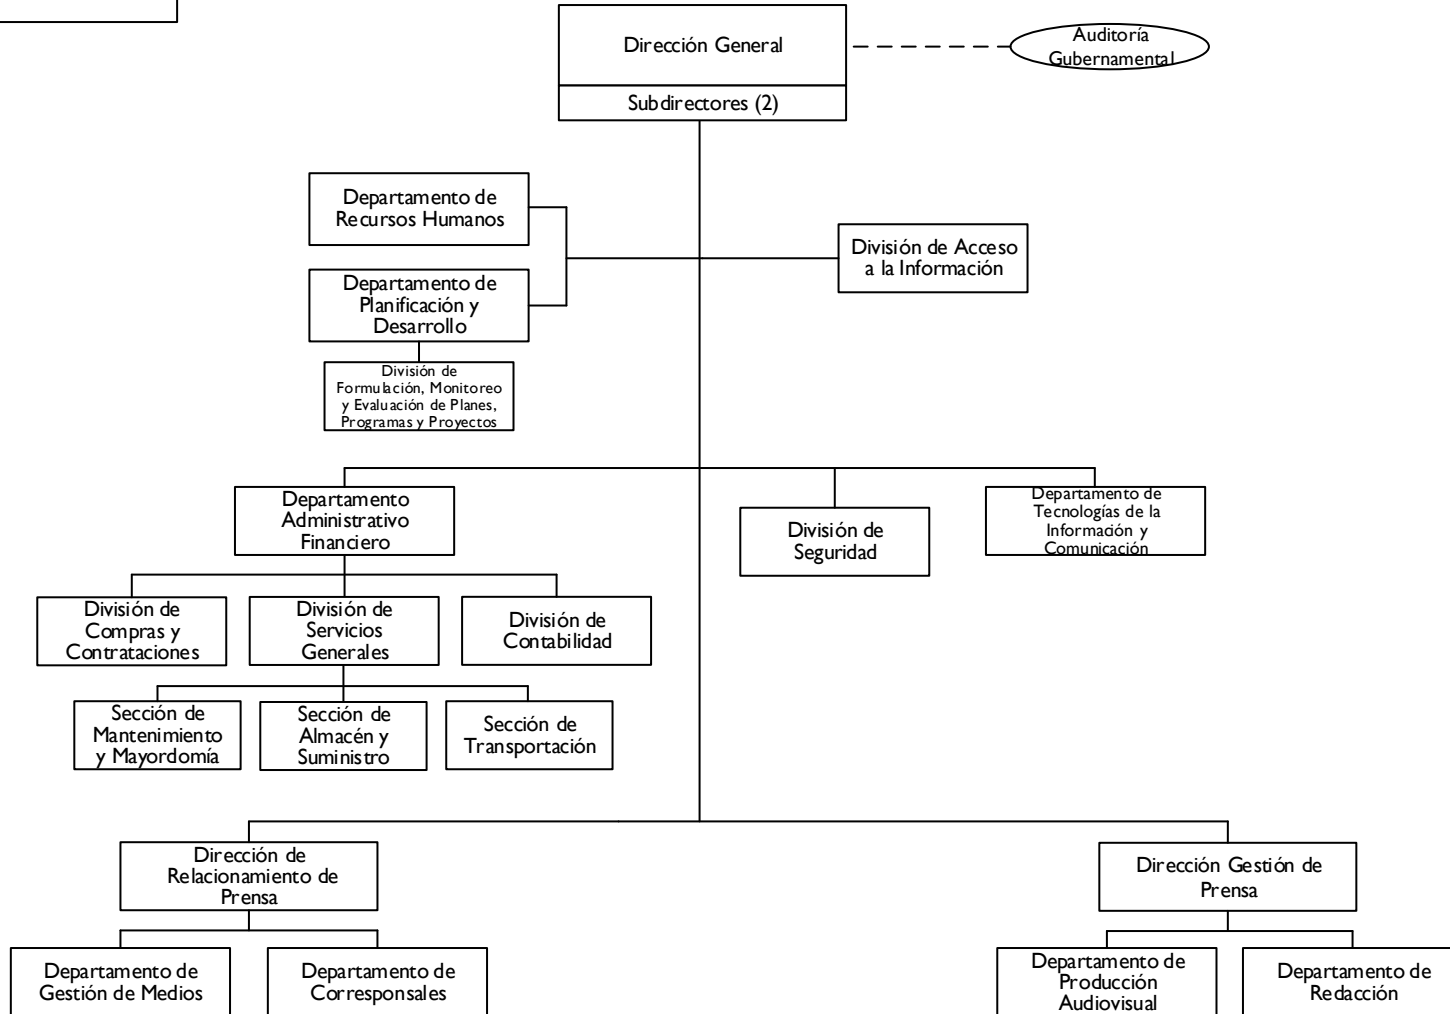 Dirección General
Auditoría
Gubernamental
Subdirectores (2)
Departamento de
Recursos Humanos
División de Acceso
a la Información
Departamento de
Planificación y
Desarrollo
División de
Formulación, Monitoreo
y Evaluación de Planes,
Programas y Proyectos
Departamento
Administrativo
Financiero
División de
Seguridad
Departamento de
Tecnologías de la
Información y
Comunicación
División de
Compras y
Contrataciones
División de
Servicios
Generales
División de
Contabilidad
Sección de
Mantenimiento
y Mayordomía
Sección de
Almacén y
Suministro
Sección de
Transportación
Dirección de
Relacionamiento de
Prensa
Dirección Gestión de
Prensa
Departamento de
Gestión de Medios
Departamento de
Corresponsales
Departamento de
Producción
Audiovisual
Departamento de
Redacción